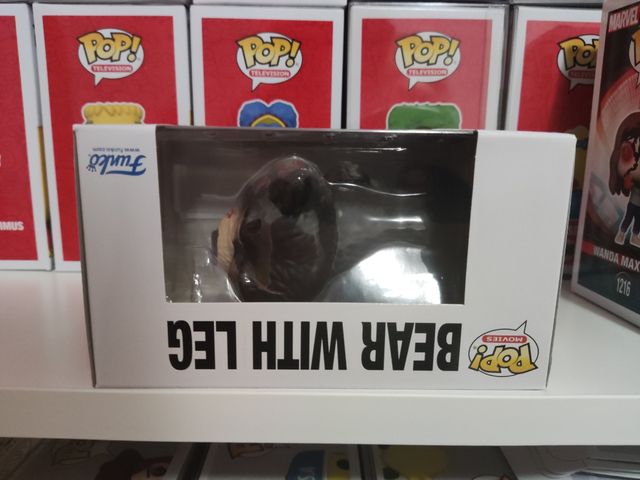 POP!
TELEVISION
POP!
TELEVISION
POP!
TELEVISION
POP!
MARVEL
IMUS
Funko
www.funko.com
BEAR WITH LEG
POP!
MOVIES
WANDA MAX
1216